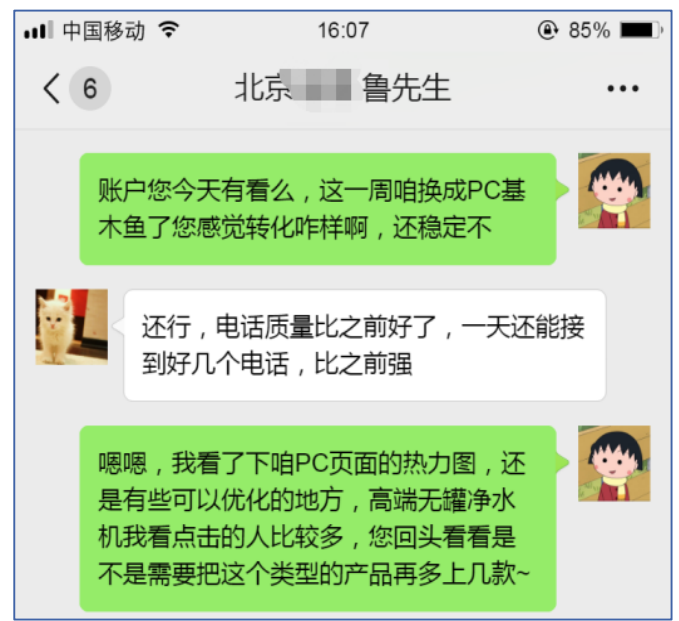 中国移动 16:07 85%
6 北京 鲁先生
账户您今天有看么，这一周咱换成PC基
木鱼了您感觉转化咋样啊，还稳定不
还行，电话质量比之前好了，一天还能接
到好几个电话，比之前强
嗯嗯，我看了下咱PC页面的热力图，还
是有些可以优化的地方，高端无罐净水
机我看点击的人比较多，您回头看看是
不是需要把这个类型的产品再多上几款~